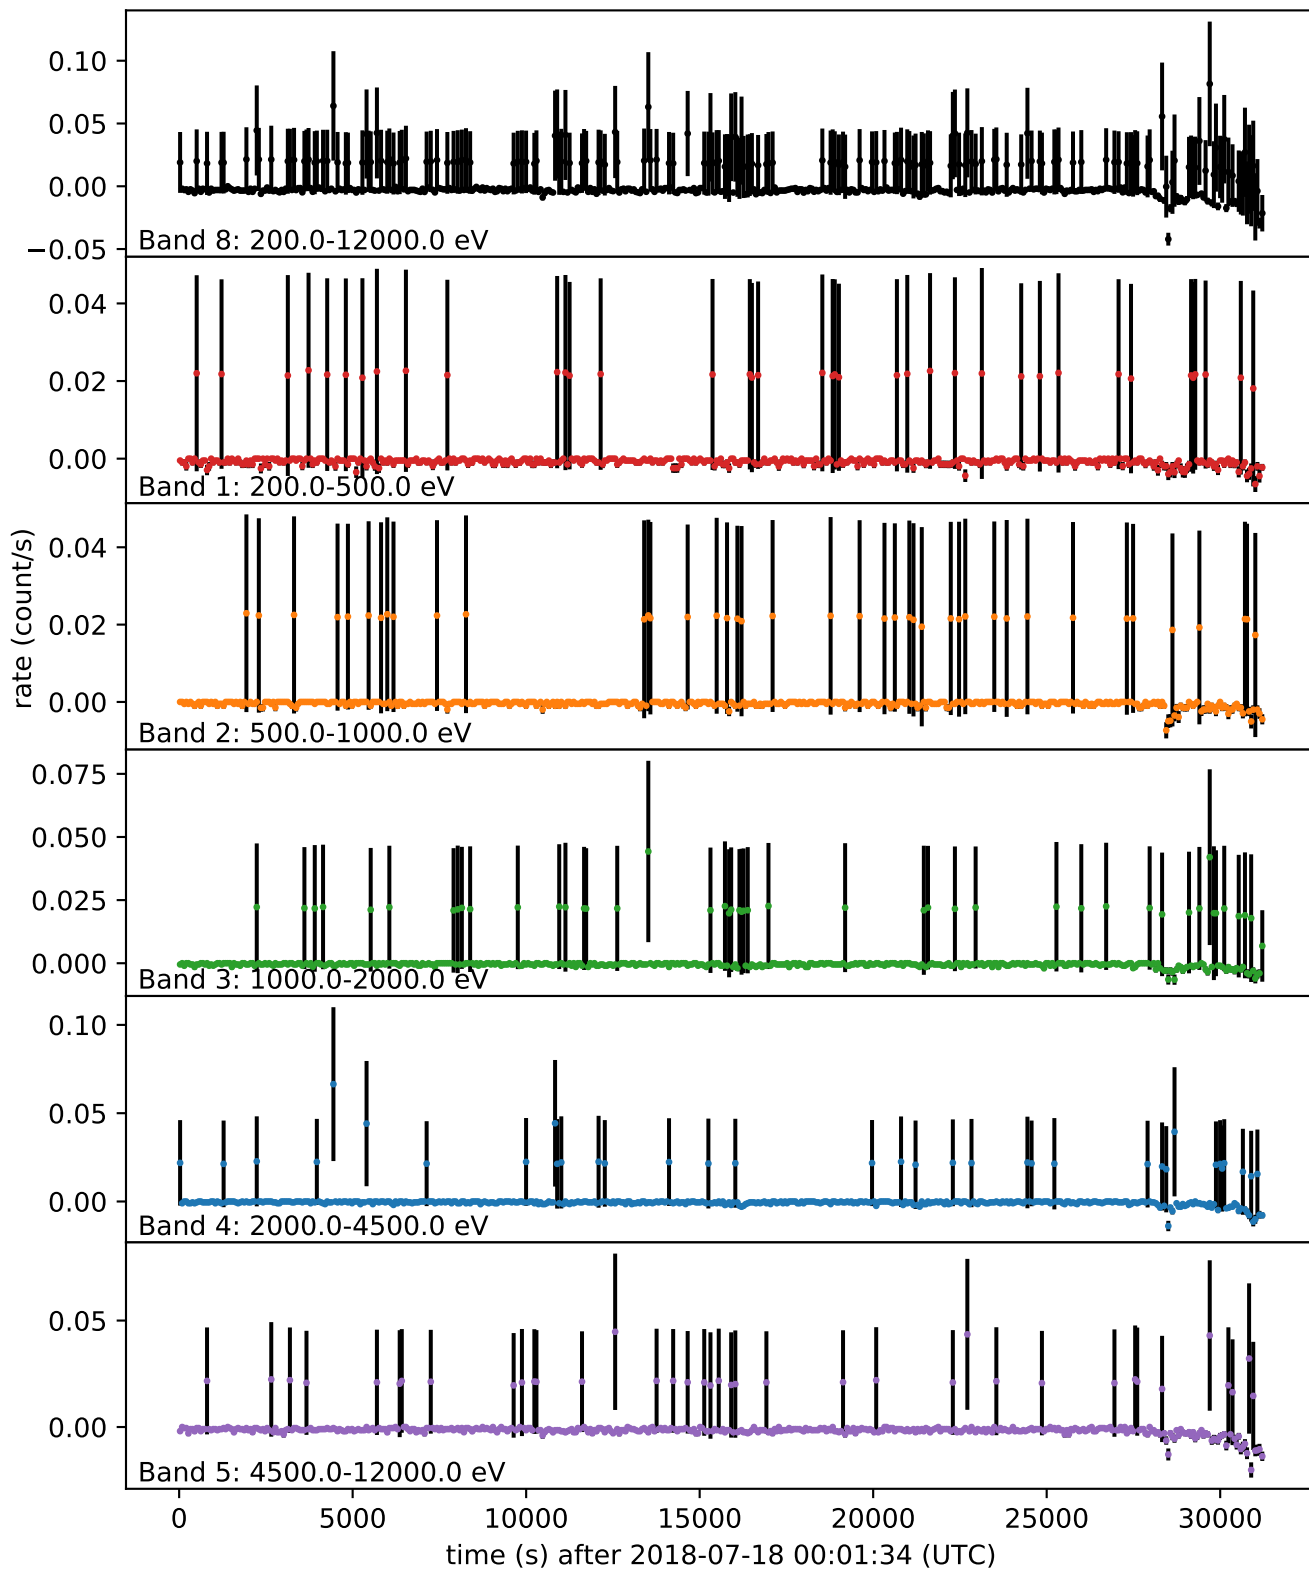 0.10
0.05
0.00
−0.05
Band 8: 200.0-12000.0 eV
0.04
0.02
0.00
Band 1: 200.0-500.0 eV
rate (count/s)
0.04
0.02
0.00
Band 2: 500.0-1000.0 eV
0.075
0.050
0.025
0.000
Band 3: 1000.0-2000.0 eV
0.10
0.05
0.00
Band 4: 2000.0-4500.0 eV
0.05
0.00
Band 5: 4500.0-12000.0 eV
0 5000 10000 15000 20000 25000 30000
time (s) after 2018-07-18 00:01:34 (UTC)